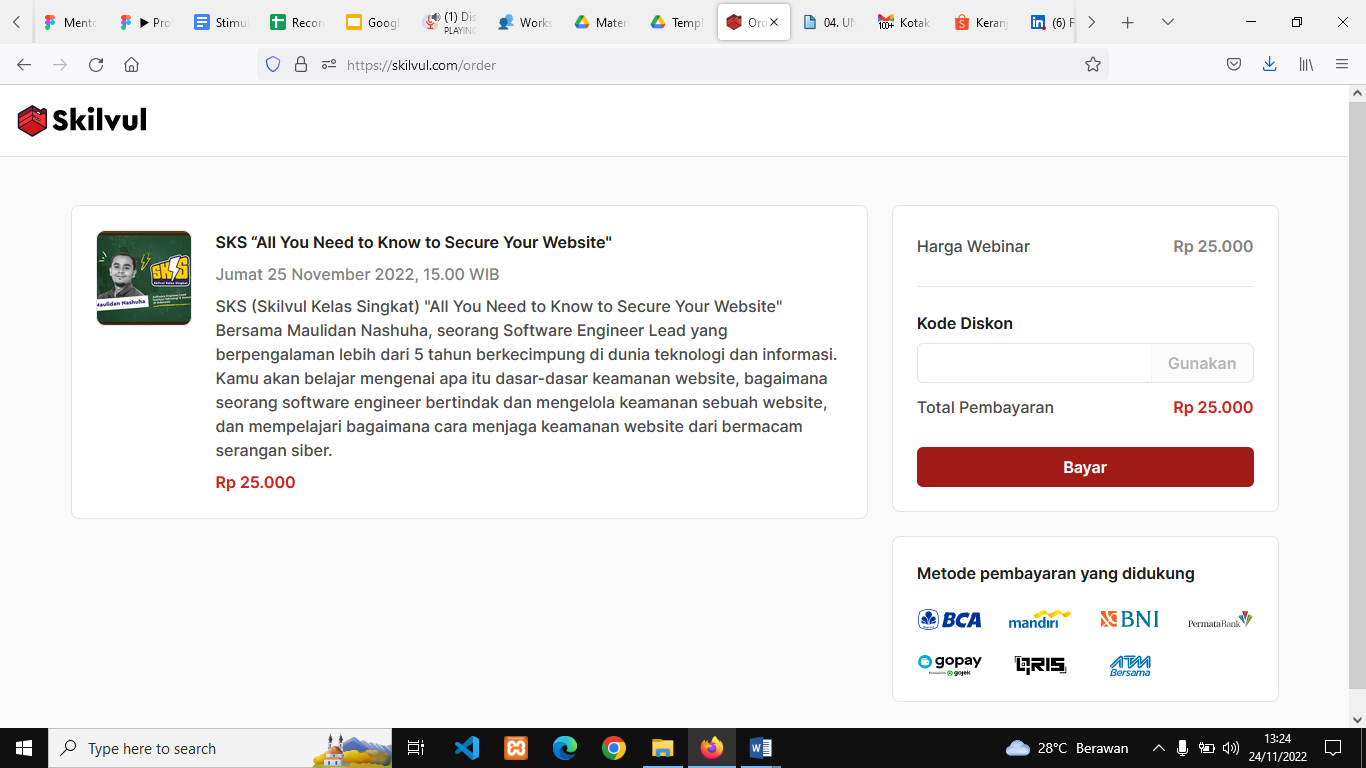 Mente
Prot
Stimu
Recor
Googl
(1) Dis
PLAYING
Works
Mater
Templ
Ord
04. UN
100+
Kotak
Keranj
(6) F
https://skilvul.com/order
Skilvul
SKS
Maulidan Nashuha
SKS “All You Need to Know to Secure Your Website"
Jumat 25 November 2022, 15.00 WIB
SKS (Skilvul Kelas Singkat) "All You Need to Know to Secure Your Website"
Bersama Maulidan Nashuha, seorang Software Engineer Lead yang
berpengalaman lebih dari 5 tahun berkecimpung di dunia teknologi dan informasi.
Kamu akan belajar mengenai apa itu dasar-dasar keamanan website, bagaimana
seorang software engineer bertindak dan mengelola keamanan sebuah website,
dan mempelajari bagaimana cara menjaga keamanan website dari bermacam
serangan siber.
Rp 25.000
Harga Webinar Rp 25.000
Kode Diskon
Gunakan
Total Pembayaran Rp 25.000
Bayar
Metode pembayaran yang didukung
BCA mandiri BNI PermataBank
gopay QRIS ATM Bersama
Type here to search
28°C Berawan
13:24
24/11/2022